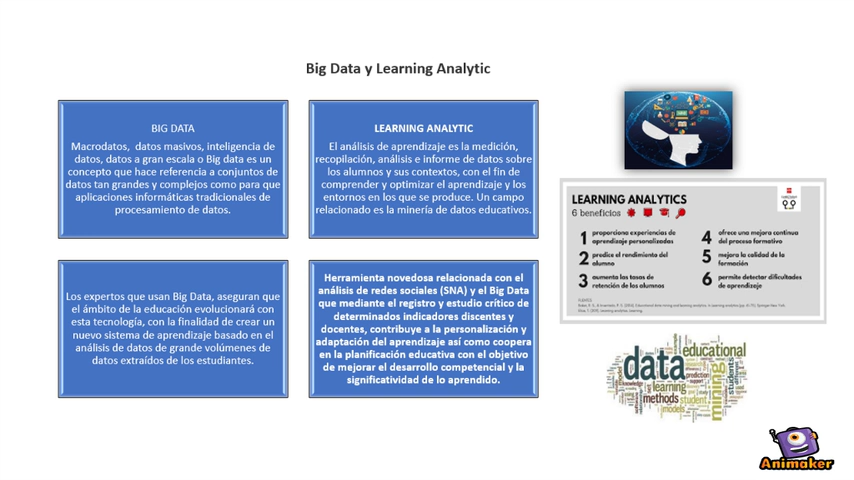 Big Data y Learning Analytic
BIG DATA
Macrodatos, datos masivos, inteligencia de
datos, datos a gran escala o Big data es un
concepto que hace referencia a conjuntos de
datos tan grandes y complejos como para que
aplicaciones informáticas tradicionales de
procesamiento de datos.
LEARNING ANALYTIC
El análisis de aprendizaje es la medición,
recopilación, análisis e informe de datos sobre
los alumnos y sus contextos, con el fin de
comprender y optimizar el aprendizaje y los
entornos en los que se produce. Un campo
relacionado es la minería de datos educativos.
Los expertos que usan Big Data, aseguran que
el ámbito de la educación evolucionará con
esta tecnología, con la finalidad de crear un
nuevo sistema de aprendizaje basado en el
análisis de datos de grande volúmenes de
datos extraídos de los estudiantes.
Herramienta novedosa relacionada con el
análisis de redes sociales (SNA) y el Big Data
que mediante el registro y estudio crítico de
determinados indicadores discentes y
docentes, contribuye a la personalización y
adaptación del aprendizaje así como coopera
en la planificación educativa con el objetivo
de mejorar el desarrollo competencial y la
significatividad de lo aprendido.
LEARNING ANALYTICS
6 beneficios
1 proporciona experiencias de
aprendizaje personalizadas
2 predice el rendimiento del
alumno
3 aumenta las tasas de
retención de los alumnos
4 ofrece una mejora continua
del proceso formativo
5 mejora la calidad de la
formación
6 permite detectar dificultades
de aprendizaje
data
educational
mining
students
learning
methods
student
models
prediction
Animaker